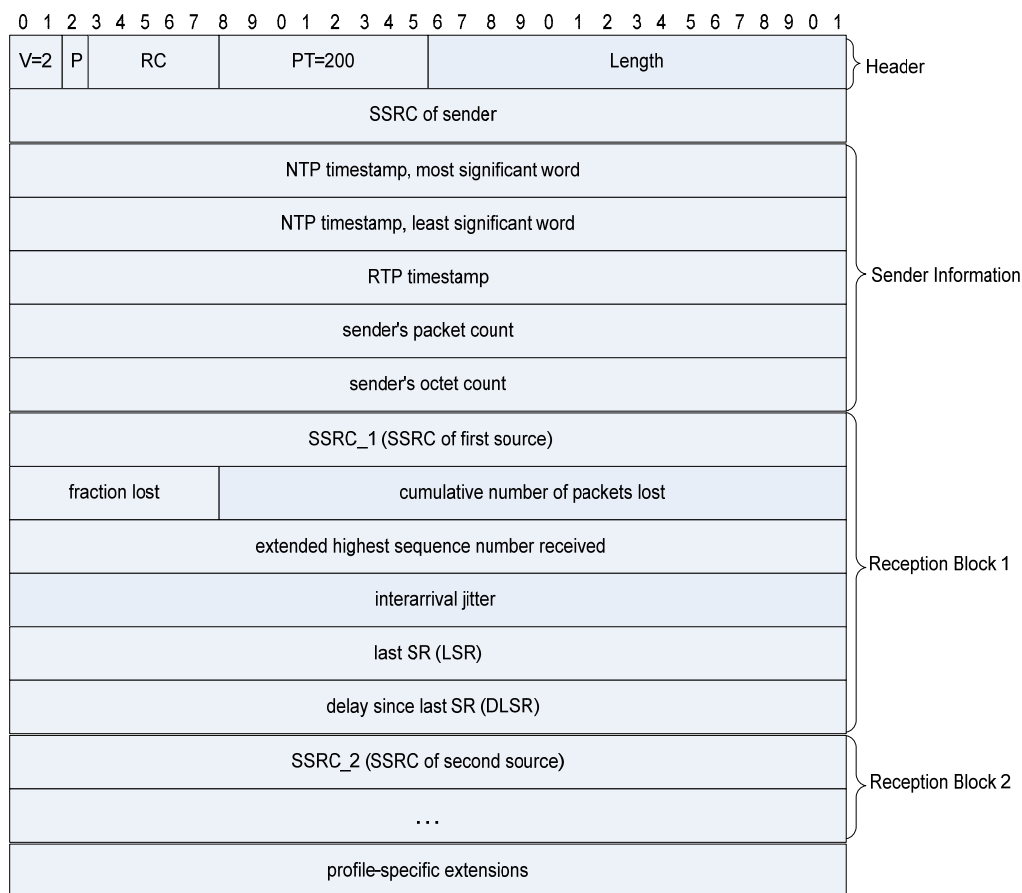 0 1 2 3 4 5 6 7 8 9 0 1 2 3 4 5 6 7 8 9 0 1 2 3 4 5 6 7 8 9 0 1
V=2 P RC PT=200 Length Header
SSRC of sender
NTP timestamp, most significant word
NTP timestamp, least significant word
RTP timestamp Sender Information
sender's packet count
sender's octet count
SSRC_1 (SSRC of first source)
fraction lost cumulative number of packets lost
extended highest sequence number received
Reception Block 1
interarrival jitter
last SR (LSR)
delay since last SR (DLSR)
SSRC_2 (SSRC of second source)
Reception Block 2
...
profile-specific extensions